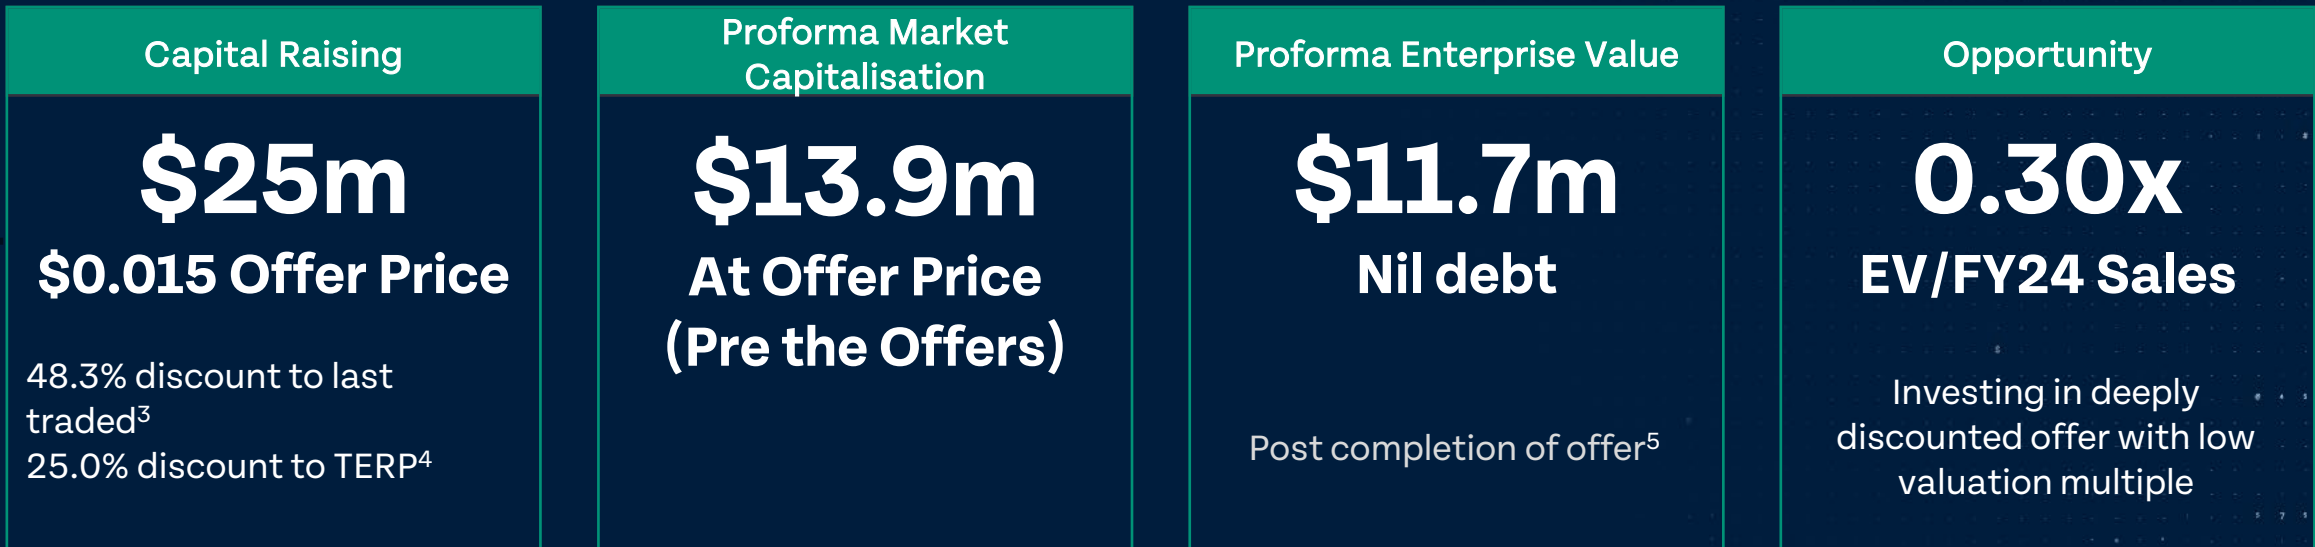 Capital Raising
$25m
$0.015 Offer Price
48.3% discount to last
traded³
25.0% discount to TERP⁴
Proforma Market
Capitalisation
$13.9m
At Offer Price
(Pre the Offers)
Proforma Enterprise Value
$11.7m
Nil debt
Post completion of offer⁵
Opportunity
0.30x
EV/FY24 Sales
Investing in deeply
discounted offer with low
valuation multiple